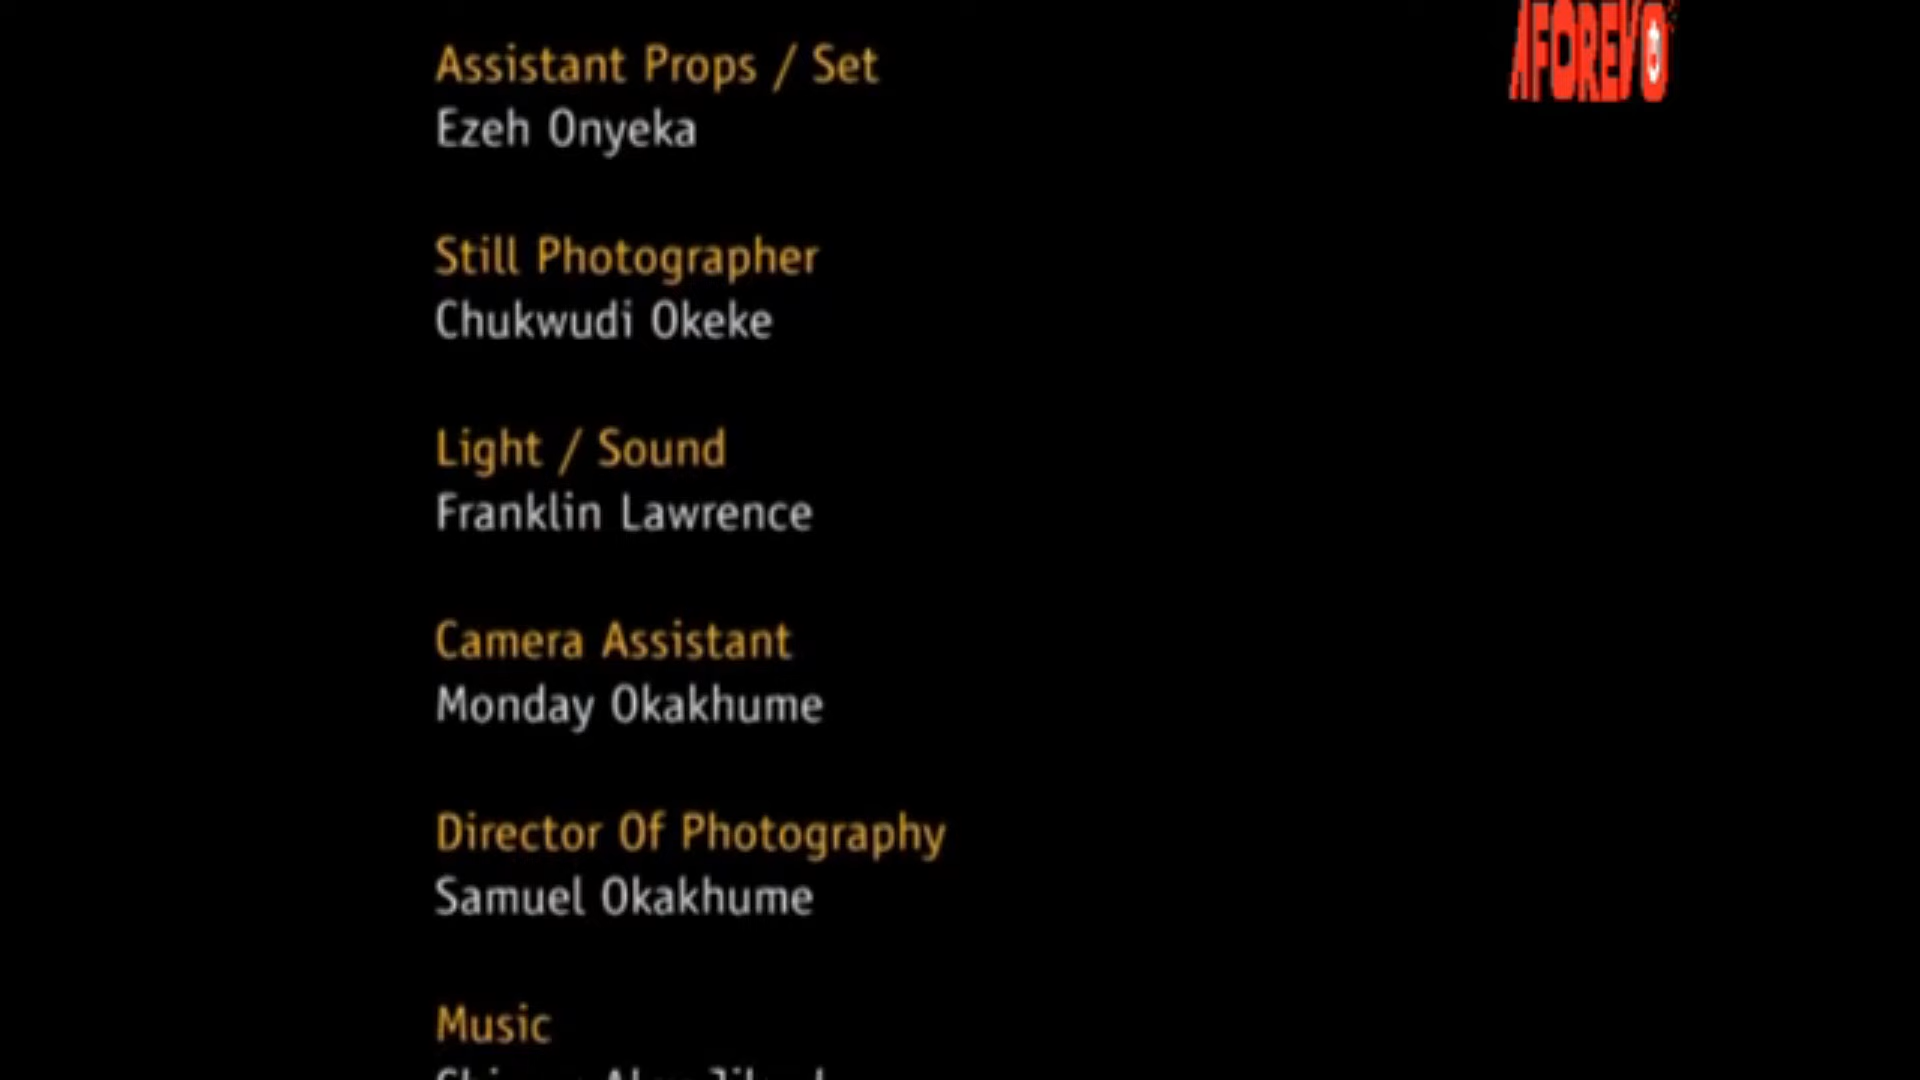 Assistant Props / Set
Ezeh Onyeka
AFOREVO
Still Photographer
Chukwudi Okeke
Light / Sound
Franklin Lawrence
Camera Assistant
Monday Okakhume
Director Of Photography
Samuel Okakhume
Music